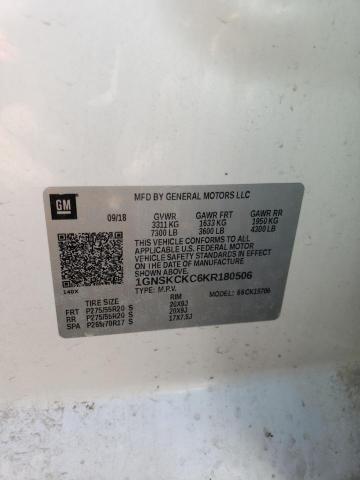 GM
MFD BY GENERAL MOTORS LLC
09/18 GVWR GAWR FRT GAWR RR
3311 KG 1633 KG 1950 KG
7300 LB 3600 LB 4300 LB
THIS VEHICLE CONFORMS TO ALL
APPLICABLE U.S. FEDERAL MOTOR
VEHICLE SAFETY STANDARDS IN EFFECT
ON THE DATE OF MANUFACTURE SHOWN ABOVE.
1GNSKCKC6KR180506
TYPE: M.P.V. MODEL:
TIRE SIZE RIM
FRT P275/55R20 S 20X9J
RR P275/55R20 S 20X9J
SPA P265/70R17 S 17X7.5J